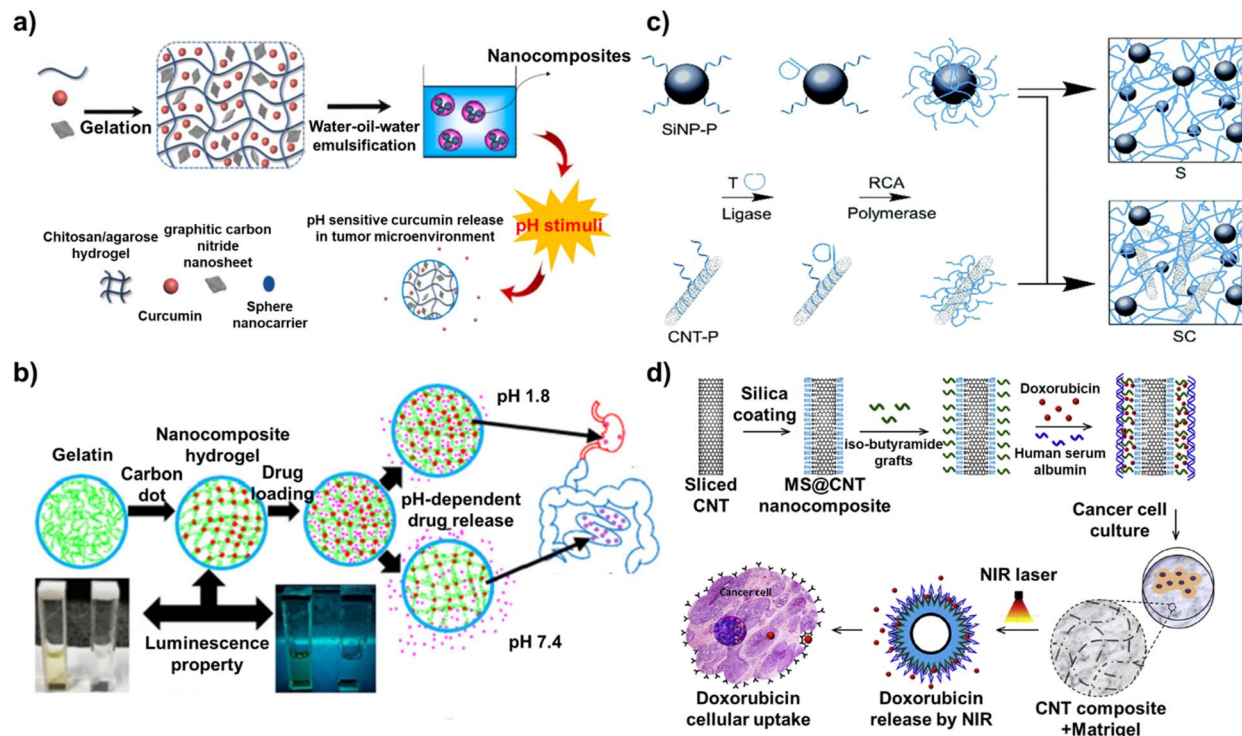 a)
Gelation
Water-oil-water
emulsification
Nanocomposites
pH stimuli
pH sensitive curcumin release
in tumor microenvironment
Chitosan/agarose
hydrogel
graphitic carbon
nitride
nanosheet
Curcumin
Sphere
nanocarrier
b)
Gelatin
Carbon
dot
Nanocomposite
hydrogel
Drug
loading
pH 1.8
pH-dependent
drug release
pH 7.4
Luminescence
property
c)
SiNP-P
T
Ligase
RCA
Polymerase
CNT-P
S
SC
d)
Sliced
CNT
Silica
coating
MS@CNT
nanocomposite
iso-butyramide
grafts
Doxorubicin
Human serum
albumin
Cancer cell
culture
CNT composite
+Matrigel
NIR laser
Doxorubicin
release by NIR
Cancer cell
Doxorubicin
cellular uptake